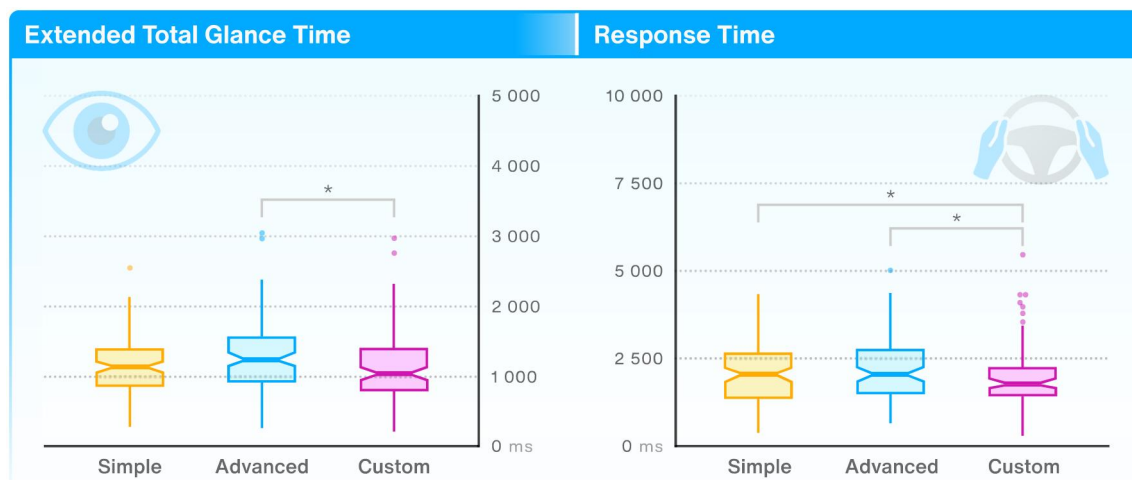 Extended Total Glance Time
5 000
4 000
*
3 000
2 000
1 000
0 ms
Simple Advanced Custom
Response Time
10 000
7 500
*
*
5 000
2 500
0 ms
Simple Advanced Custom